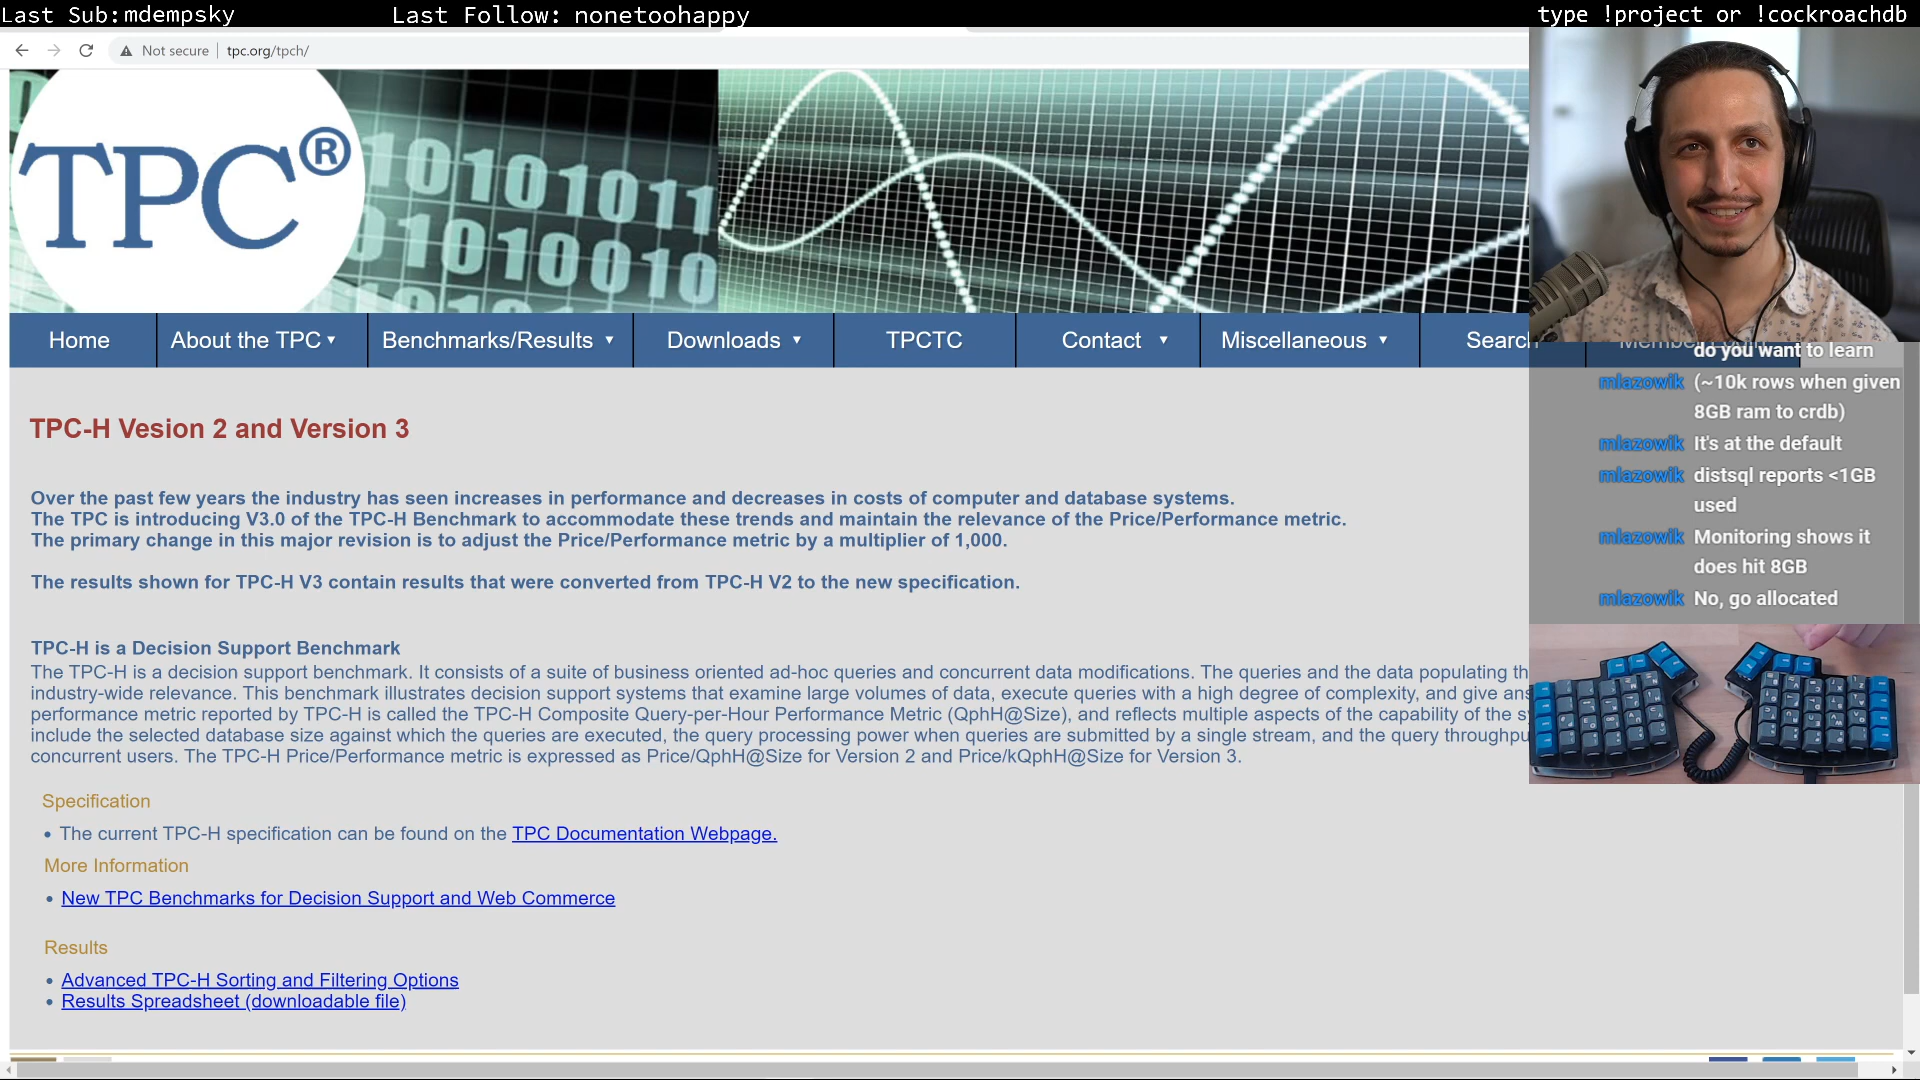 Last Sub:mdempsky
Last Follow: nonetoohappy
type !project or !cockroachdb
Not secure
tpc.org/tpch/
TPC®
10101011
01010010
Home
About the TPC ▼
Benchmarks/Results ▼
Downloads ▼
TPCTC
Contact ▼
Miscellaneous ▼
TPC-H Vesion 2 and Version 3
Over the past few years the industry has seen increases in performance and decreases in costs of computer and database systems.
The TPC is introducing V3.0 of the TPC-H Benchmark to accommodate these trends and maintain the relevance of the Price/Performance metric.
The primary change in this major revision is to adjust the Price/Performance metric by a multiplier of 1,000.
The results shown for TPC-H V3 contain results that were converted from TPC-H V2 to the new specification.
TPC-H is a Decision Support Benchmark
The TPC-H is a decision support benchmark. It consists of a suite of business oriented ad-hoc queries and concurrent data modifications. The queries and the data populating
industry-wide relevance. This benchmark illustrates decision support systems that examine large volumes of data, execute queries with a high degree of complexity, and give
performance metric reported by TPC-H is called the TPC-H Composite Query-per-Hour Performance Metric (QphH@Size), and reflects multiple aspects of the capability of the
include the selected database size against which the queries are executed, the query processing power when queries are submitted by a single stream, and the query
concurrent users. The TPC-H Price/Performance metric is expressed as Price/QphH@Size for Version 2 and Price/kQphH@Size for Version 3.
Specification
• The current TPC-H specification can be found on the TPC Documentation Webpage.
More Information
• New TPC Benchmarks for Decision Support and Web Commerce
Results
• Advanced TPC-H Sorting and Filtering Options
• Results Spreadsheet (downloadable file)
do you want to learn
mlazowik (~10k rows when given
8GB ram to crdb)
mlazowik It's at the default
mlazowik distsql reports <1GB
used
mlazowik Monitoring shows it
does hit 8GB
mlazowik No, go allocated